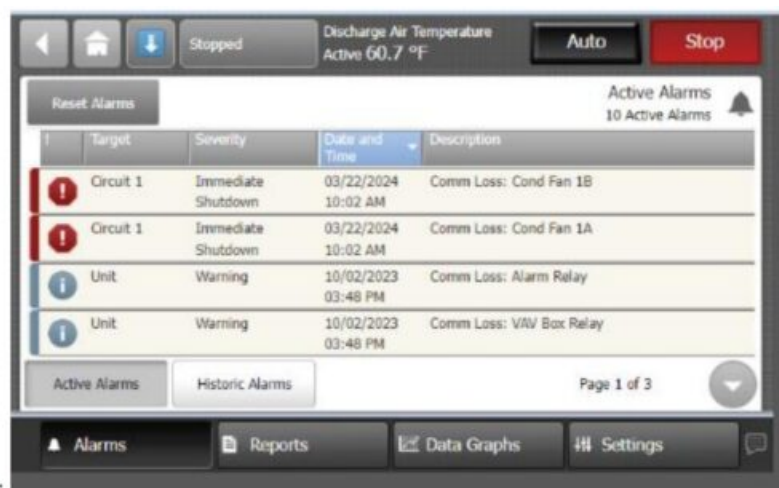 Stopped
Discharge Air Temperature
Active 60.7 °F
Auto
Stop
Reset Alarms
Active Alarms
10 Active Alarms
! Target Severity Date and Time Description
Circuit 1 Immediate Shutdown 03/22/2024 10:02 AM Comm Loss: Cond Fan 1B
Circuit 1 Immediate Shutdown 03/22/2024 10:02 AM Comm Loss: Cond Fan 1A
Unit Warning 10/02/2023 03:48 PM Comm Loss: Alarm Relay
Unit Warning 10/02/2023 03:48 PM Comm Loss: VAV Box Relay
Active Alarms
Historic Alarms
Page 1 of 3
Alarms
Reports
Data Graphs
Settings